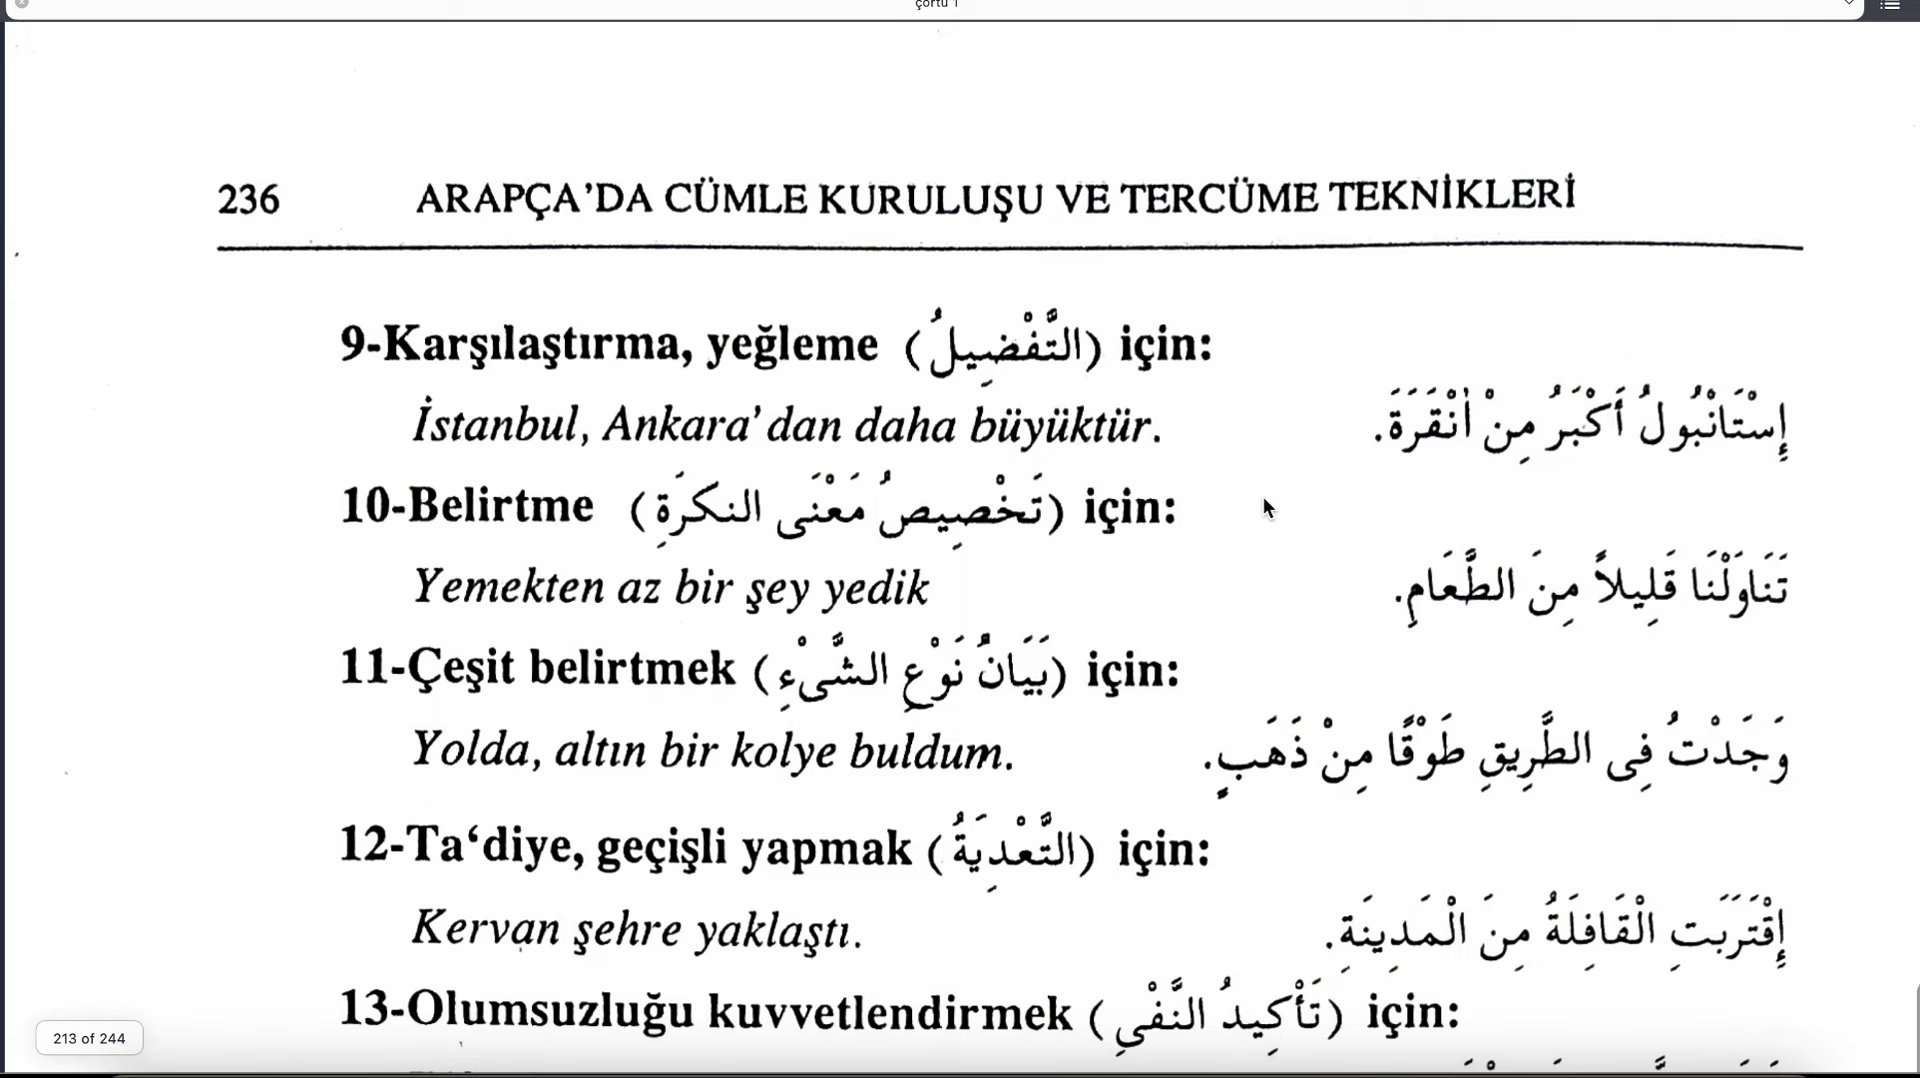 çörtü 1
236 ARAPÇA'DA CÜMLE KURULUŞU VE TERCÜME TEKNİKLERİ
9-Karşılaştırma, yeğleme (التَّفْضِيلُ) için:
İstanbul, Ankara'dan daha büyüktür. إِسْتَانْبُولُ أَكْبَرُ مِنْ أَنْقَرَةَ.
10-Belirtme (تَخْصِيصُ مَعْنَى النكرَةِ) için:
Yemekten az bir şey yedik تَنَاوَلْنَا قَلِيلاً مِنَ الطَّعَامِ.
11-Çeşit belirtmek (بَيَانُ نَوْعِ الشَّىْءِ) için:
Yolda, altın bir kolye buldum. وَجَدْتُ فِى الطَّرِيقِ طَوْقًا مِنْ ذَهَبٍ.
12-Ta‘diye, geçişli yapmak (التَّعْدِيَةُ) için:
Kervan şehre yaklaştı. إِقْتَرَبَتِ الْقَافِلَةُ مِنَ الْمَدِينَةِ.
13-Olumsuzluğu kuvvetlendirmek (تَأْكِيدُ النَّفْىِ) için:
213 of 244